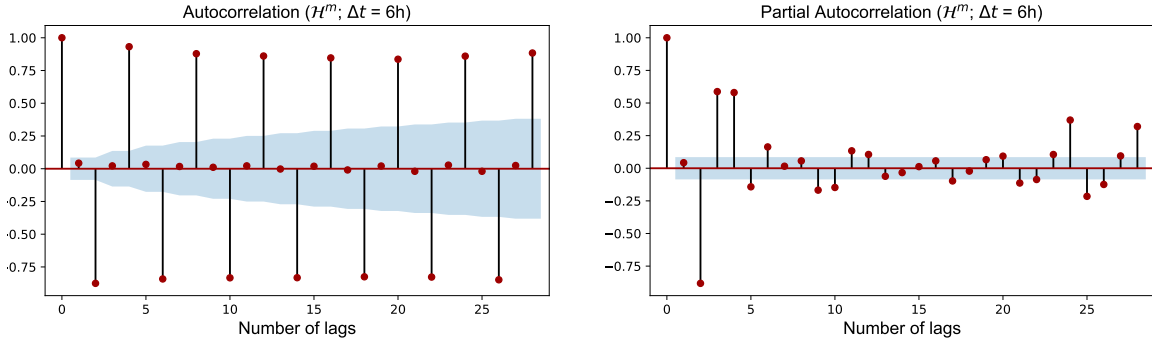 Autocorrelation (ℋᵐ; Δt = 6h)
1.00
0.75
0.50
0.25
0.00
-0.25
-0.50
-0.75
0 5 10 15 20 25
Number of lags
Partial Autocorrelation (ℋᵐ; Δt = 6h)
1.00
0.75
0.50
0.25
0.00
−0.25
−0.50
−0.75
0 5 10 15 20 25
Number of lags